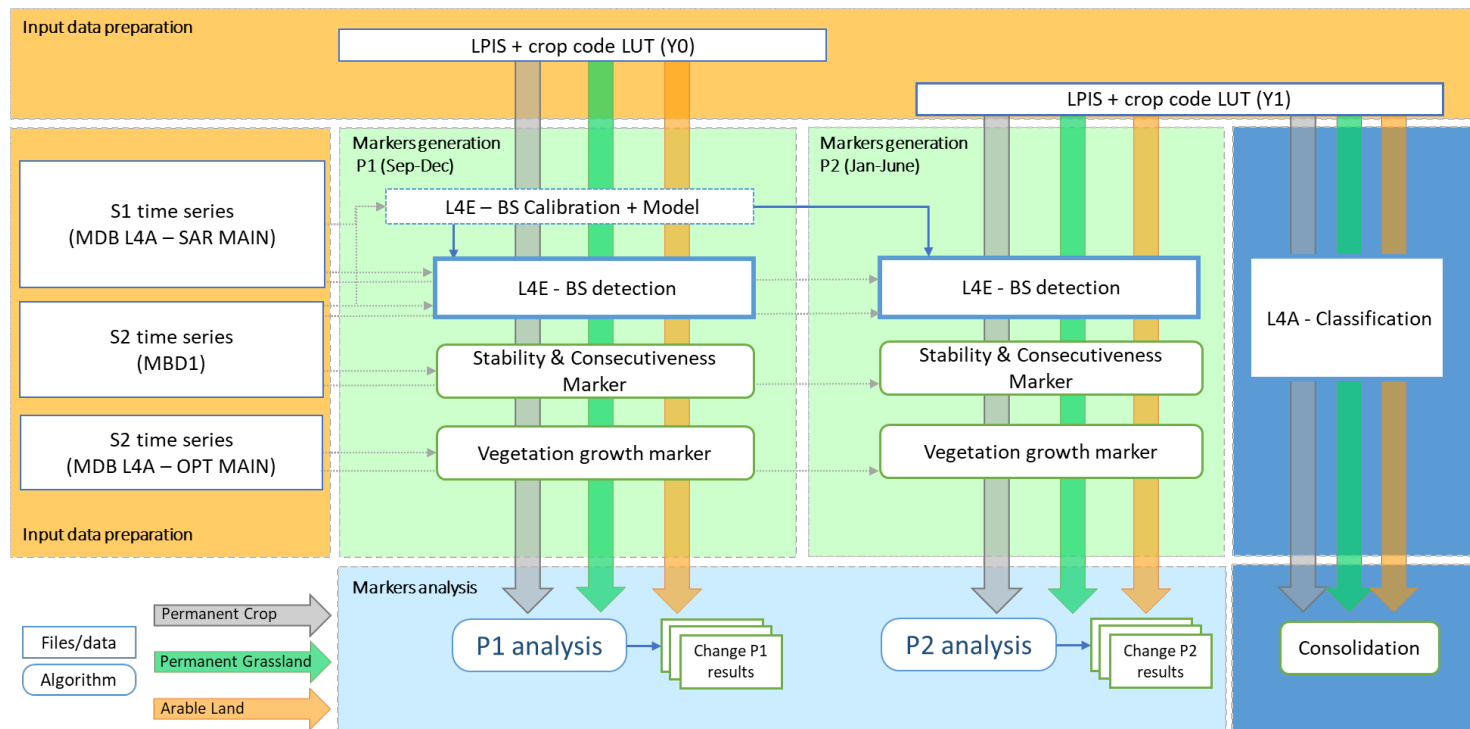 Input data preparation
LPIS + crop code LUT (Y0)
LPIS + crop code LUT (Y1)
S1 time series
(MDB L4A – SAR MAIN)
S2 time series
(MBD1)
S2 time series
(MDB L4A – OPT MAIN)
Input data preparation
Markers generation
P1 (Sep-Dec)
L4E – BS Calibration + Model
L4E - BS detection
Stability & Consecutiveness
Marker
Vegetation growth marker
Markers generation
P2 (Jan-June)
L4E - BS detection
Stability & Consecutiveness
Marker
Vegetation growth marker
L4A - Classification
Files/data
Algorithm
Permanent Crop
Permanent Grassland
Arable Land
Markers analysis
P1 analysis
Change P1
results
P2 analysis
Change P2
results
Consolidation